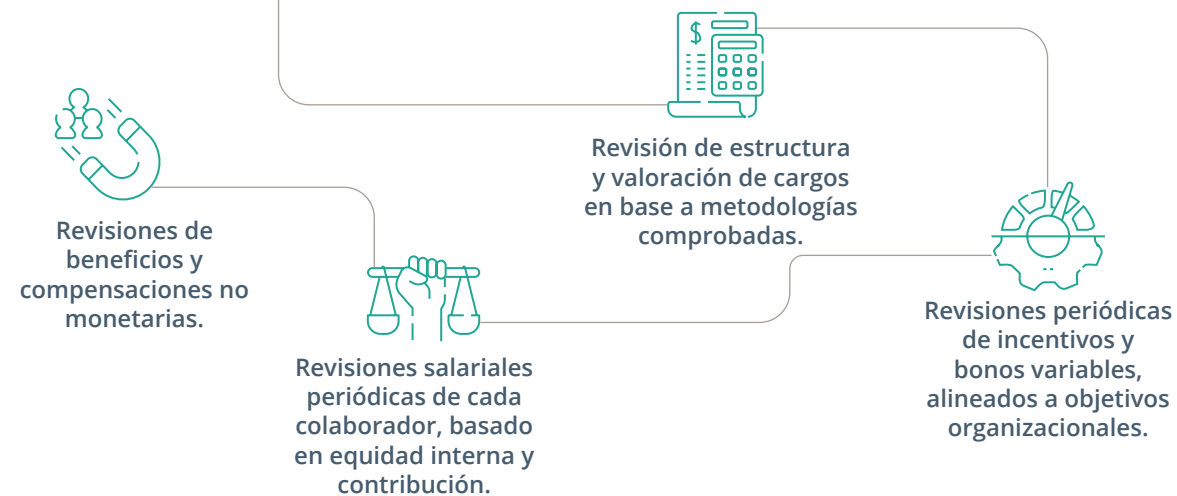 $
Revisión de estructura
y valoración de cargos
en base a metodologías
comprobadas.
Revisiones periódicas
de incentivos y
bonos variables,
alineados a objetivos
organizacionales.
Revisiones salariales
periódicas de cada
colaborador, basado
en equidad interna y
contribución.
Revisiones de
beneficios y
compensaciones no
monetarias.